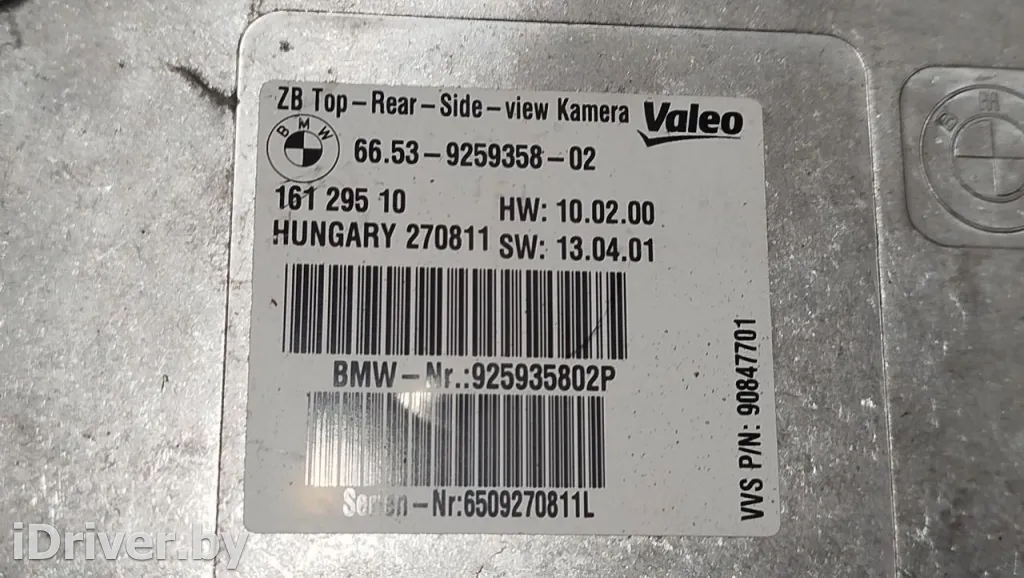 ZB Top-Rear-Side-view Kamera Valeo
BMW 66.53-9259358-02
161 295 10 HW: 10.02.00
HUNGARY 270811 SW: 13.04.01
BMW-Nr.:925935802P
Serien-Nr:6509270811L
VVS P/N: 90847701
iDriver.by